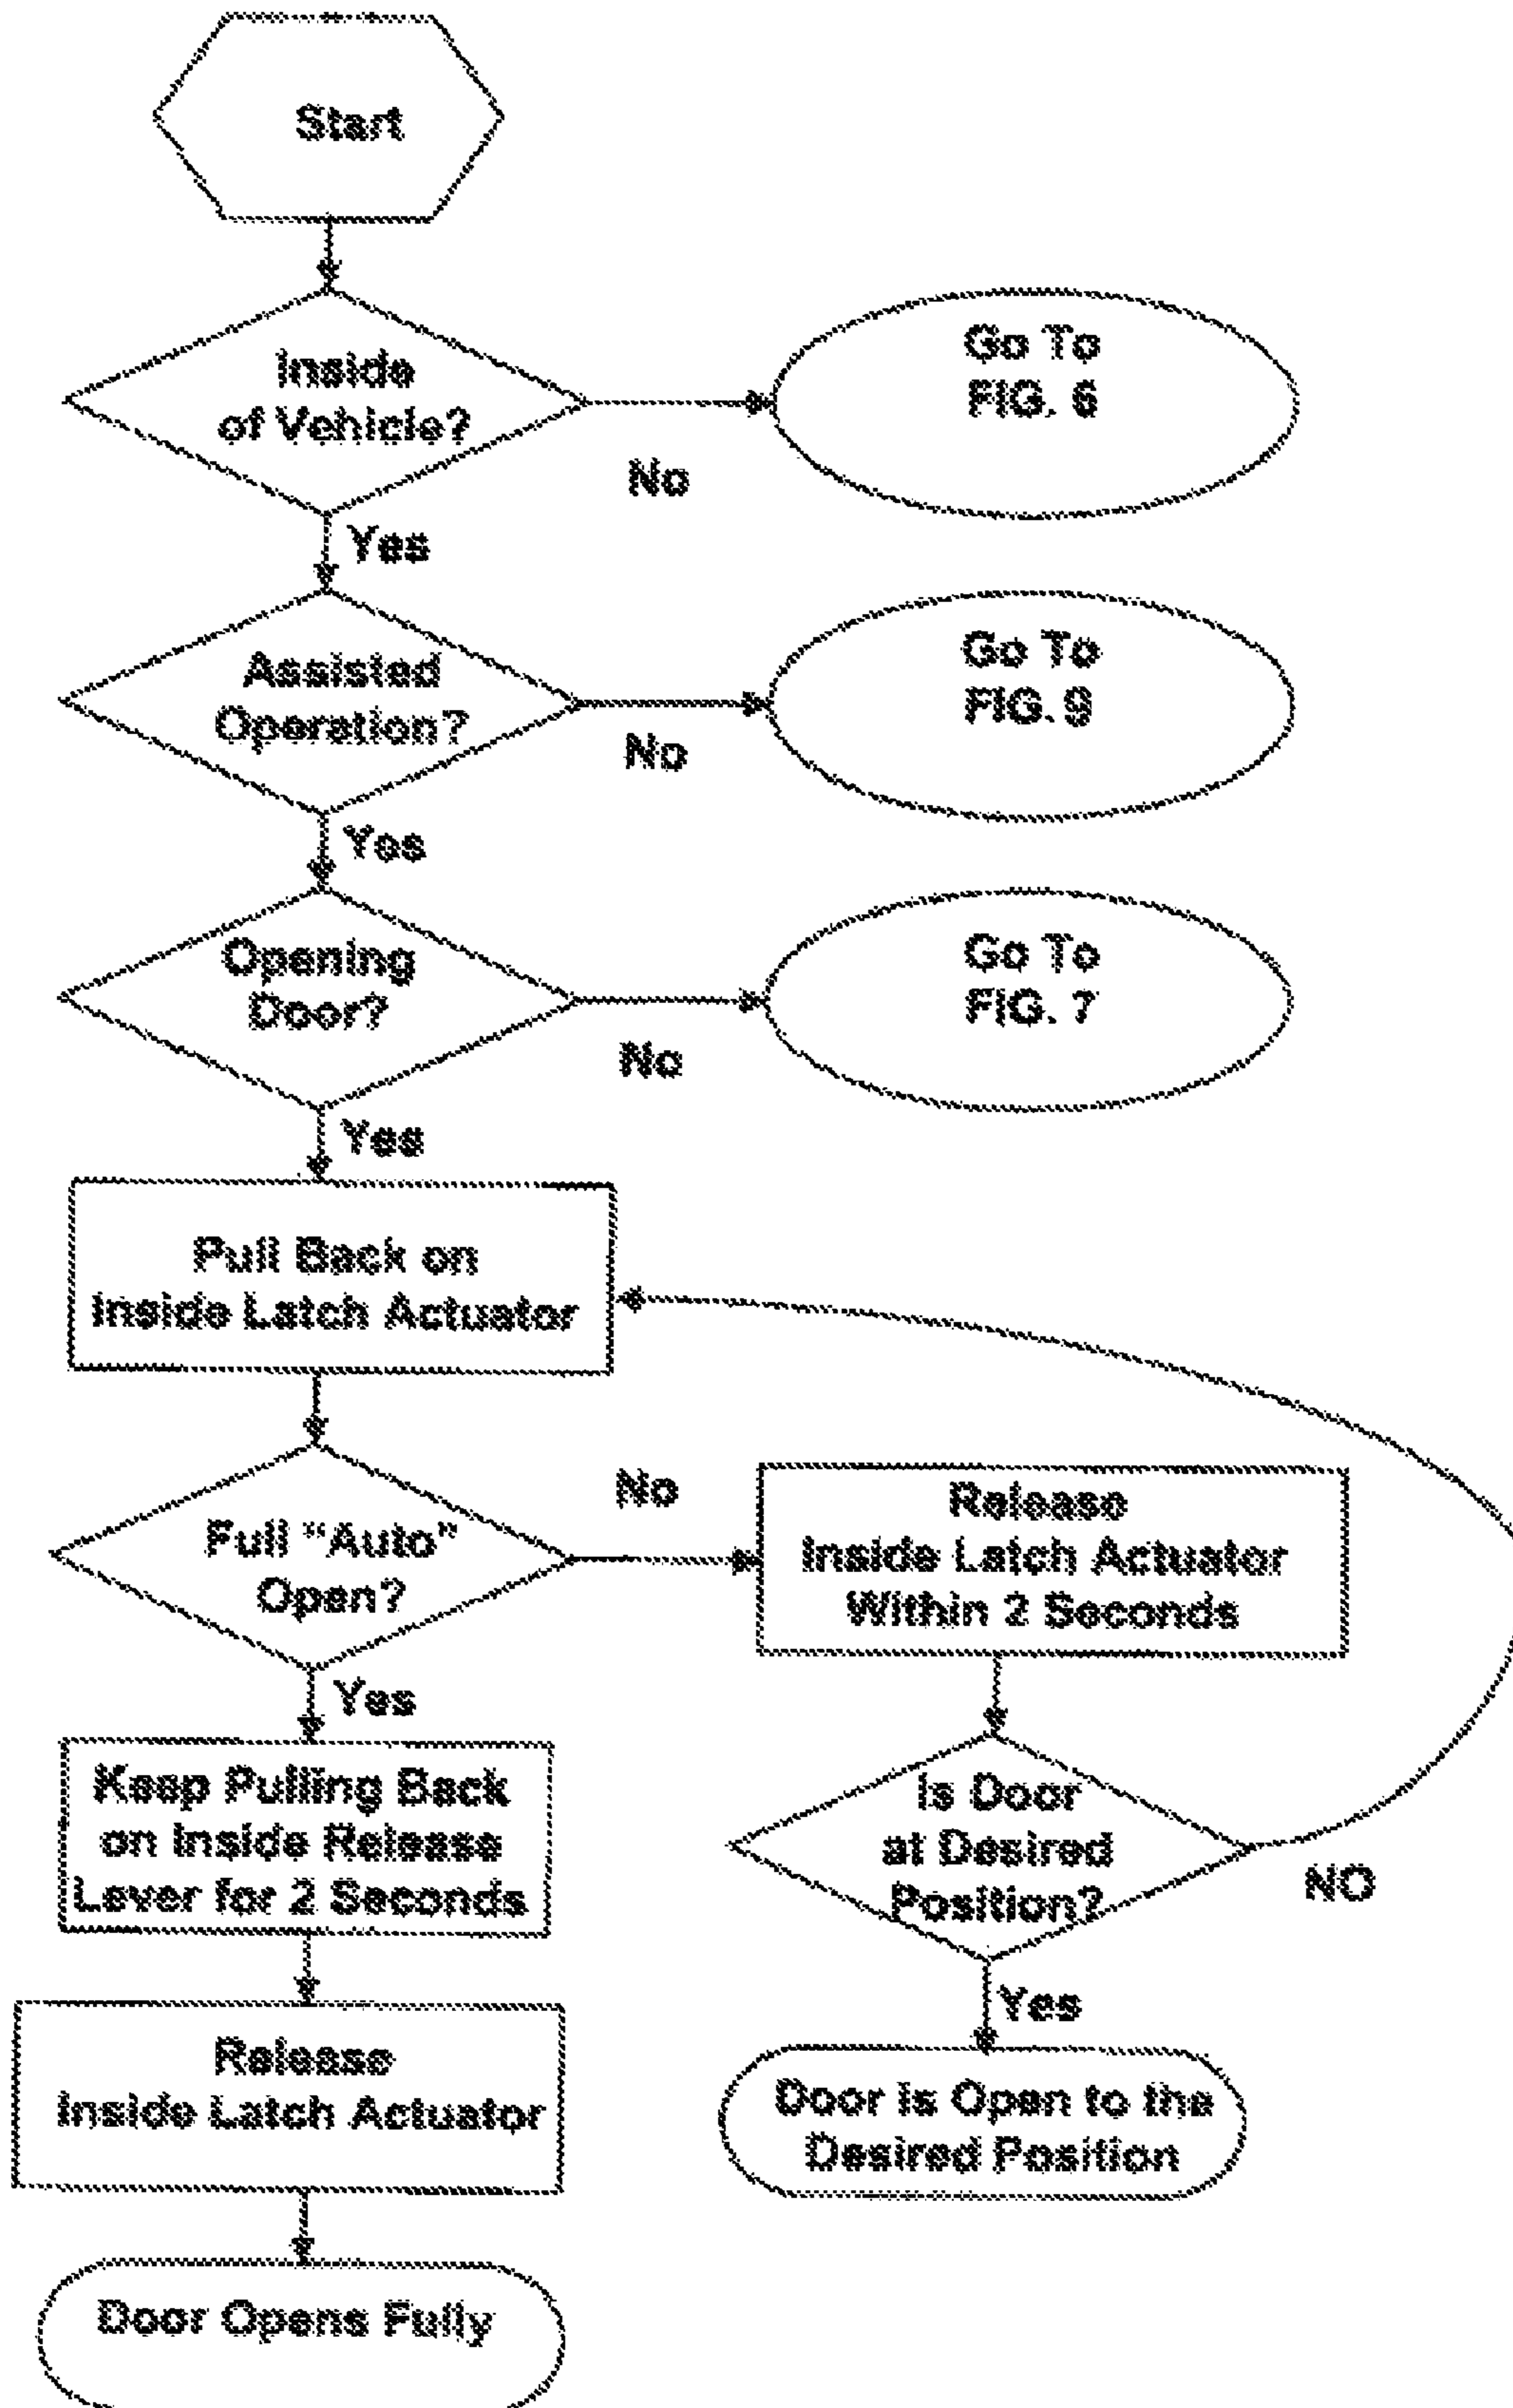 Start
Inside
of Vehicle?
No
Go To
FIG. 6
Yes
Assisted
Operation?
No
Go To
FIG. 9
Yes
Opening
Door?
No
Go To
FIG. 7
Yes
Pull Back on
Inside Latch Actuator
Full “Auto”
Open?
No
Release
Inside Latch Actuator
Within 2 Seconds
Yes
Is Door
at Desired
Position?
NO
Keep Pulling Back
on Inside Release
Lever for 2 Seconds
Yes
Release
Inside Latch Actuator
Door is Open to the
Desired Position
Door Opens Fully